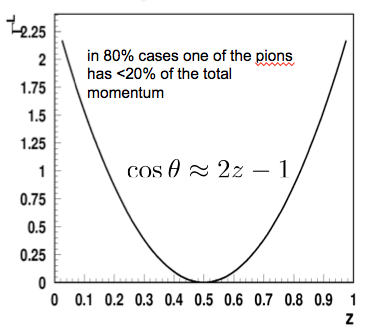 2.25
2
1.75
1.5
1.25
1
0.75
0.5
0.25
0
in 80% cases one of the pions
has <20% of the total
momentum
cos θ ≈ 2z − 1
0 0.1 0.2 0.3 0.4 0.5 0.6 0.7 0.8 0.9 1
z